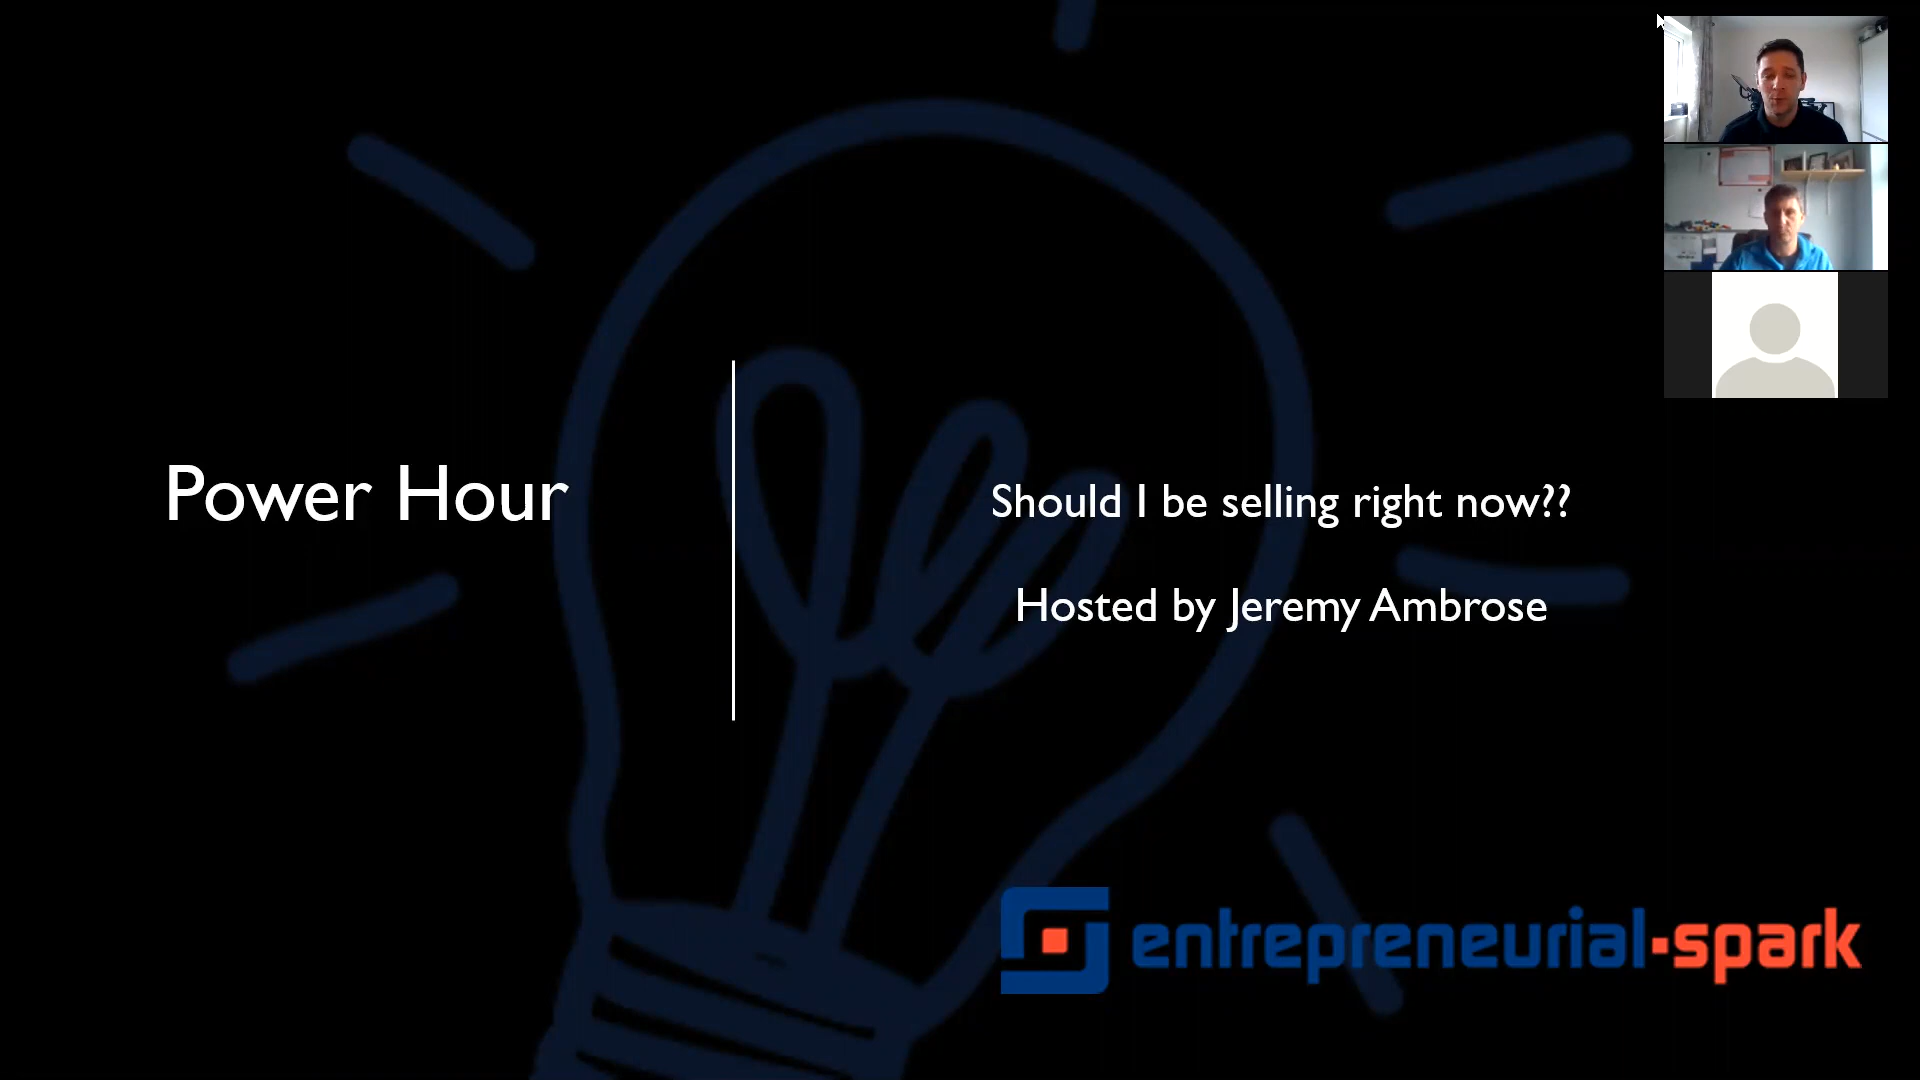 Power Hour
Should I be selling right now??
Hosted by Jeremy Ambrose
entrepreneurial·spark